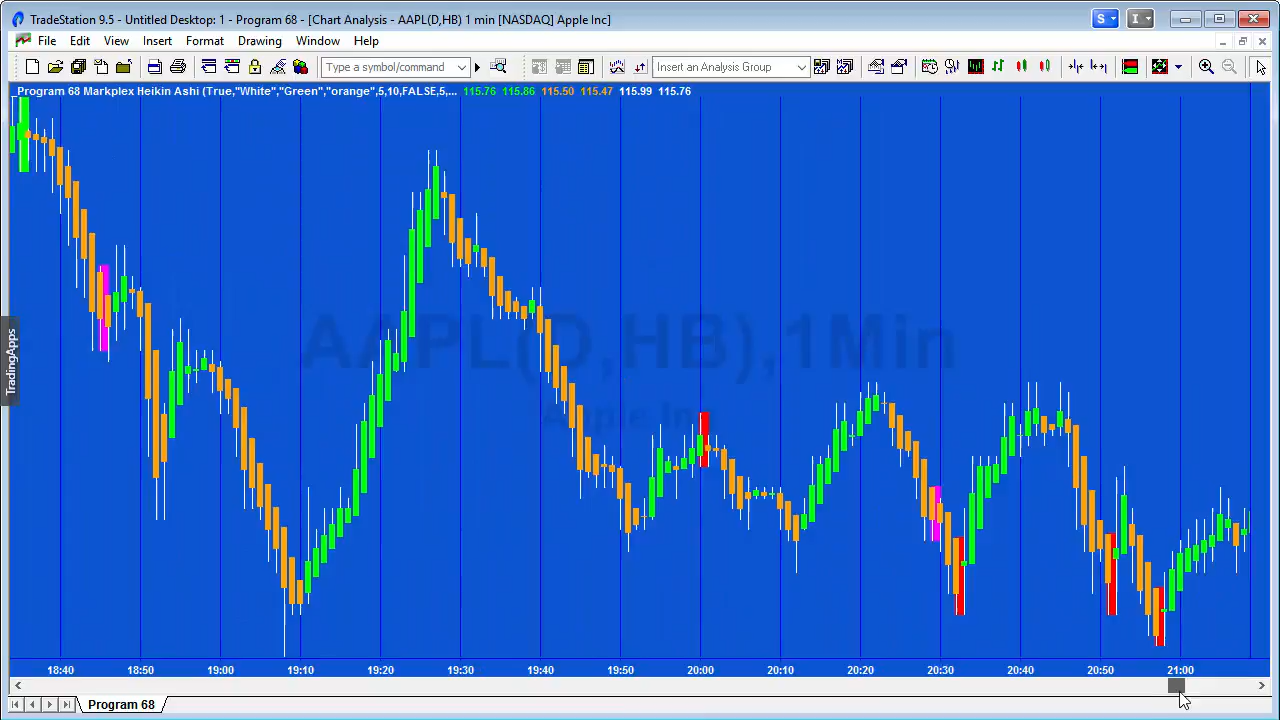 TradeStation 9.5 - Untitled Desktop: 1 - Program 68 - [Chart Analysis - AAPL(D,HB) 1 min [NASDAQ] Apple Inc]
S I
File Edit View Insert Format Drawing Window Help
Type a symbol/command Insert an Analysis Group
Program 68 Markplex Heikin Ashi (True,"White","Green","orange",5,10,FALSE,5,... 115.76 115.86 115.50 115.47 115.99 115.76
TradingApps
AAPL(D,HB),1Min
Apple Inc
18:40 18:50 19:00 19:10 19:20 19:30 19:40 19:50 20:00 20:10 20:20 20:30 20:40 20:50 21:00
Program 68